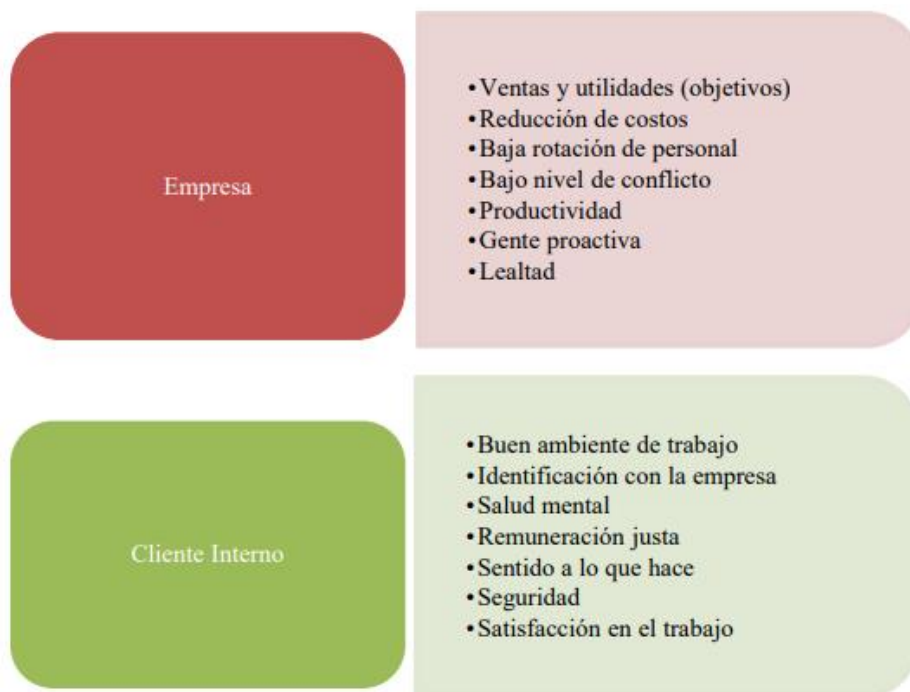 Empresa
•Ventas y utilidades (objetivos)
•Reducción de costos
•Baja rotación de personal
•Bajo nivel de conflicto
•Productividad
•Gente proactiva
•Lealtad
Cliente Interno
•Buen ambiente de trabajo
•Identificación con la empresa
•Salud mental
•Remuneración justa
•Sentido a lo que hace
•Seguridad
•Satisfacción en el trabajo